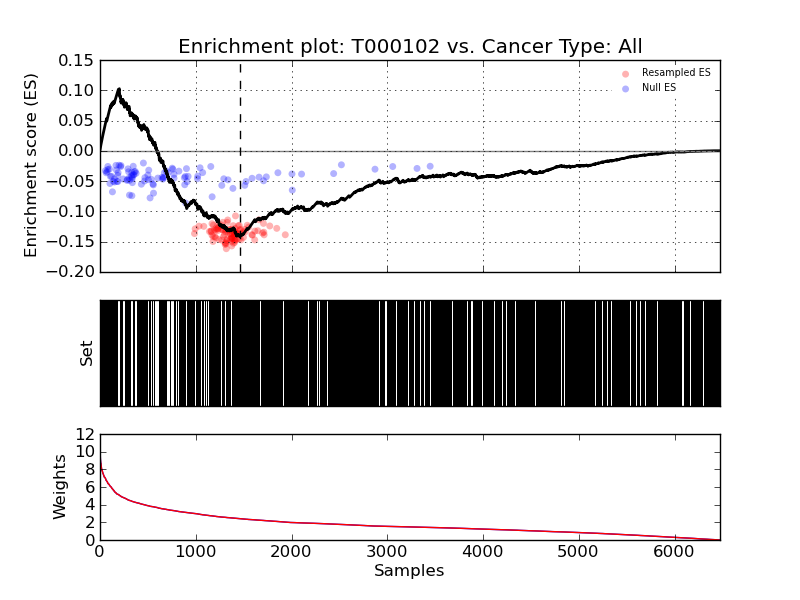 Enrichment plot: T000102 vs. Cancer Type: All
Enrichment score (ES)
0.15
0.10
0.05
0.00
−0.05
−0.10
−0.15
−0.20
Resampled ES
Null ES
Set
Weights
12
10
8
6
4
2
0
0 1000 2000 3000 4000 5000 6000
Samples